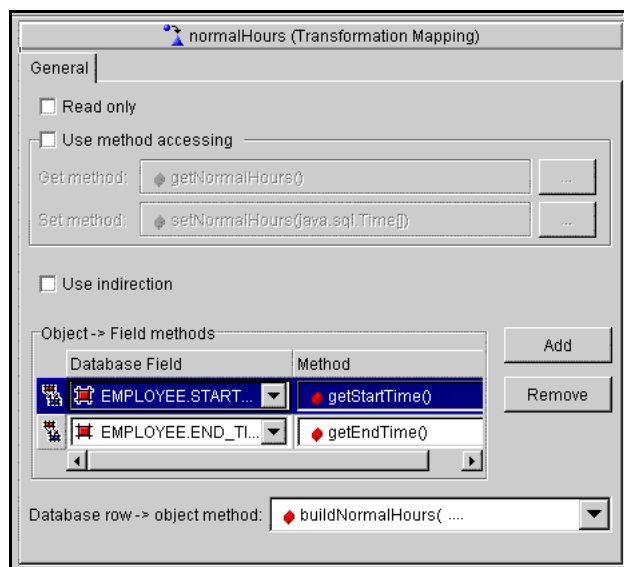 normalHours (Transformation Mapping)
General
Read only
Use method accessing
Get method: getNormalHours() ...
Set method: setNormalHours(java.sql.Time[]) ...
Use indirection
Object -> Field methods
Add
Database Field Method
EMPLOYEE.START... getStartTime()
Remove
EMPLOYEE.END_TI... getEndTime()
Database row -> object method: buildNormalHours( ....